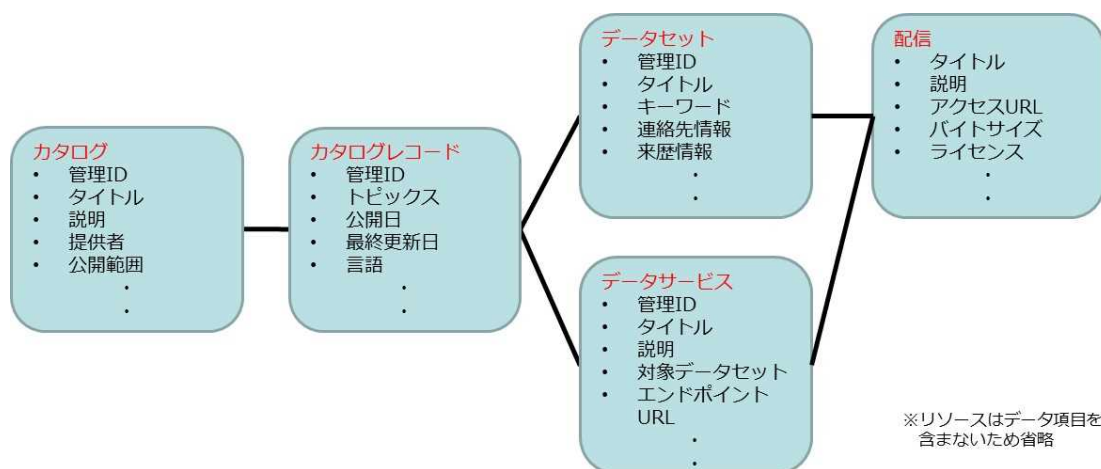 カタログ
• 管理ID
• タイトル
• 説明
• 提供者
• 公開範囲
・
・
カタログレコード
• 管理ID
• トピックス
• 公開日
• 最終更新日
• 言語
・
・
データセット
• 管理ID
• タイトル
• キーワード
• 連絡先情報
• 来歴情報
・
・
データサービス
• 管理ID
• タイトル
• 説明
• 対象データセット
• エンドポイント
URL
・
・
配信
• タイトル
• 説明
• アクセスURL
• バイトサイズ
• ライセンス
・
・
※リソースはデータ項目を
含まないため省略